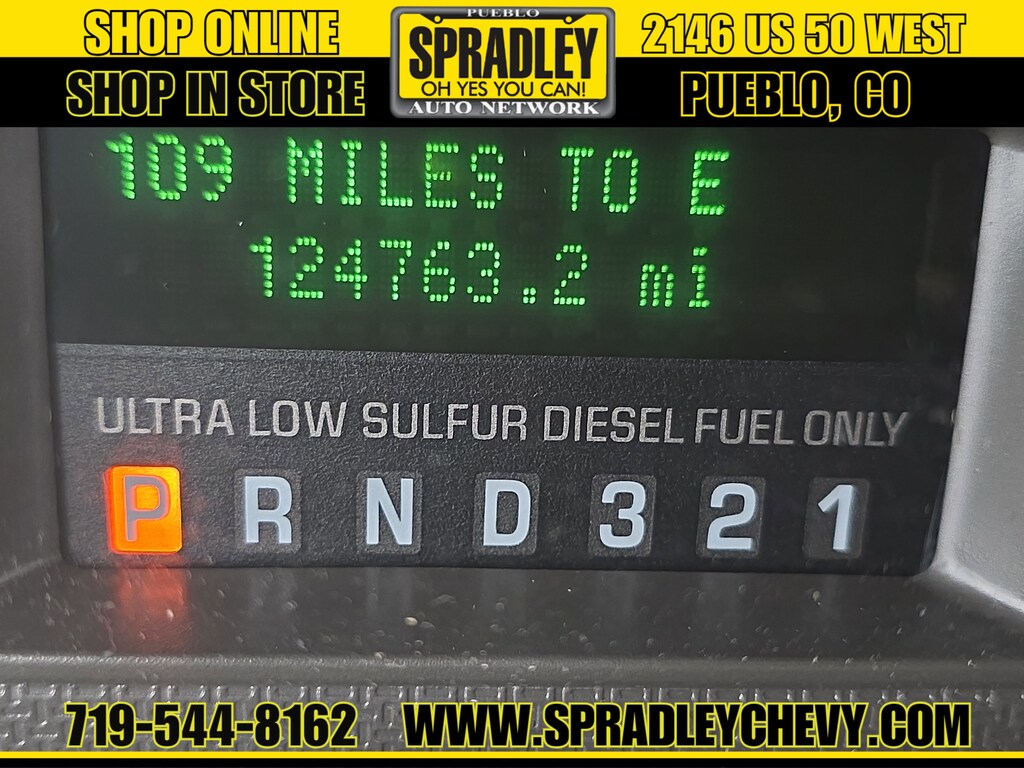 SHOP ONLINE
SHOP IN STORE
PUEBLO
SPRADLEY
OH YES YOU CAN!
AUTO NETWORK
2146 US 50 WEST
PUEBLO, CO
109 MILES TO E
124763.2 mi
ULTRA LOW SULFUR DIESEL FUEL ONLY
P R N D 3 2 1
719-544-8162 WWW.SPRADLEYCHEVY.COM